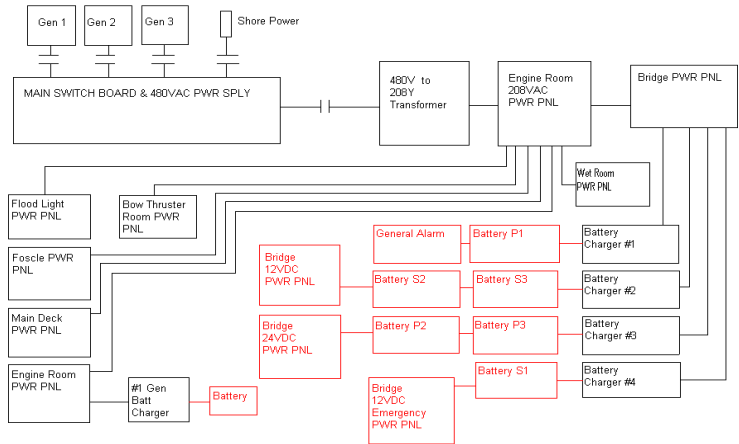 Gen 1
Gen 2
Gen 3
Shore Power
MAIN SWITCH BOARD & 480VAC PWR SPLY
480V to
208Y
Transformer
Engine Room
208VAC
PWR PNL
Bridge PWR PNL
Flood Light
PWR PNL
Bow Thruster
Room PWR
PNL
Wet Room
PWR PNL
Foscle PWR
PNL
Bridge
12VDC
PWR PNL
General Alarm
Battery P1
Battery
Charger #1
Battery S2
Battery S3
Battery
Charger #2
Main Deck
PWR PNL
Bridge
24VDC
PWR PNL
Battery P2
Battery P3
Battery
Charger #3
Engine Room
PWR PNL
#1 Gen
Batt
Charger
Battery
Bridge
12VDC
Emergency
PWR PNL
Battery S1
Battery
Charger #4